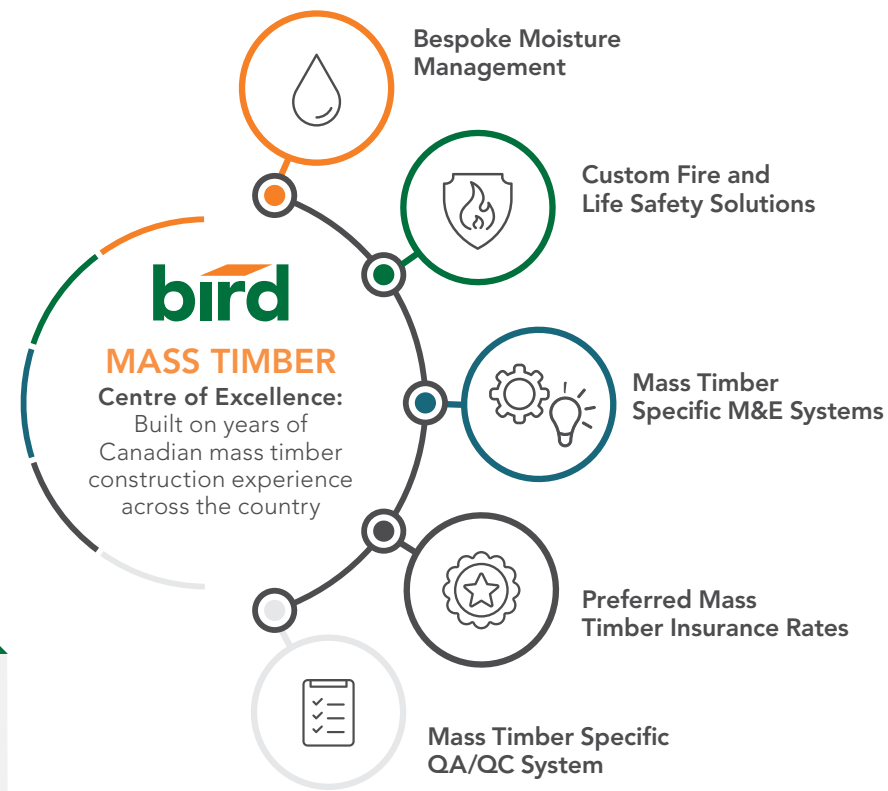 Bespoke Moisture
Management
Custom Fire and
Life Safety Solutions
bird
MASS TIMBER
Centre of Excellence:
Built on years of
Canadian mass timber
construction experience
across the country
Mass Timber
Specific M&E Systems
Preferred Mass
Timber Insurance Rates
Mass Timber Specific
QA/QC System